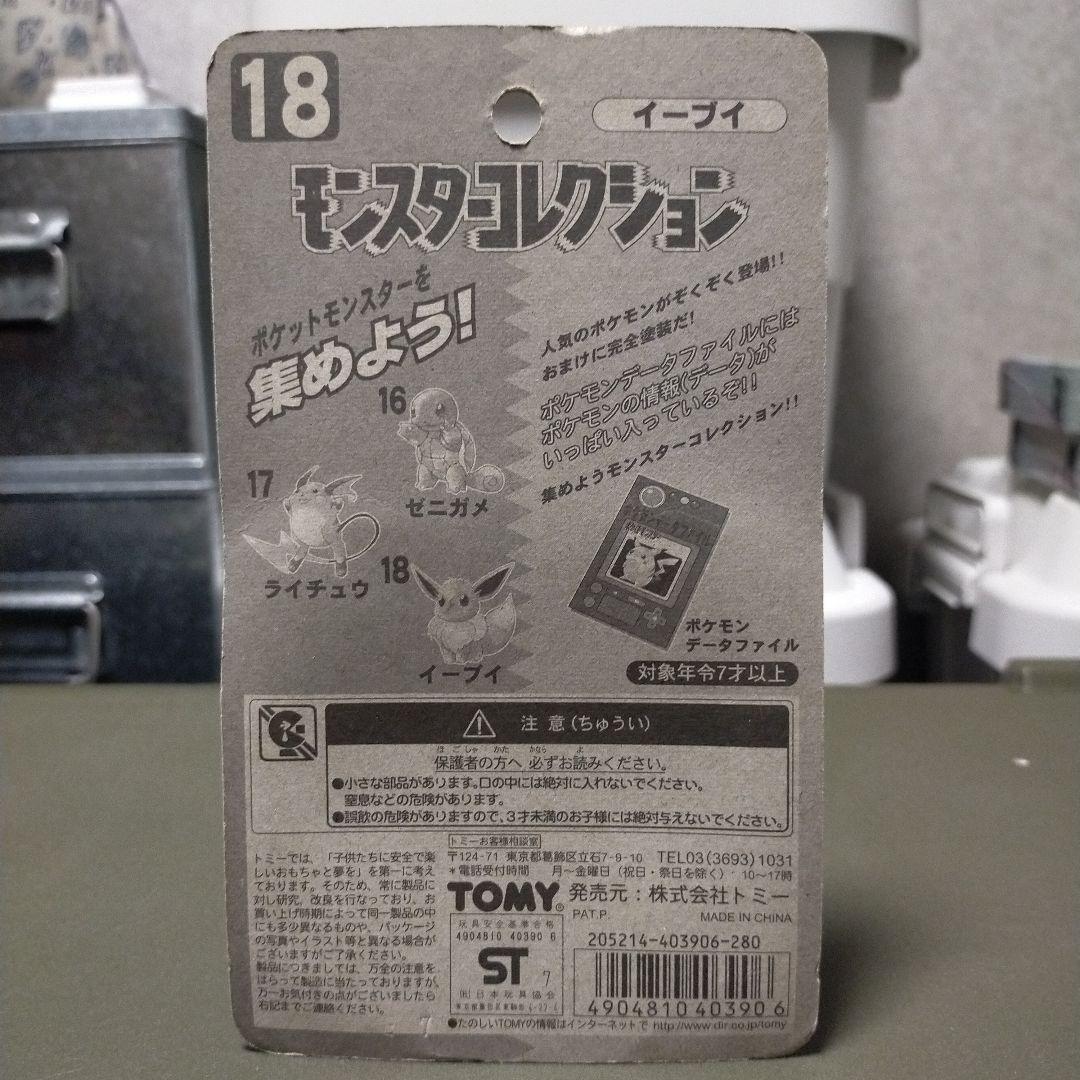 18
イーブイ
モンスターコレクション
ポケットモンスターを
集めよう!
人気のポケモンがぞくぞく登場!!
おまけに完全塗装だ!
ポケモンデータファイルには
ポケモンの情報(データ)が
いっぱい入っているぞ!!
集めようモンスターコレクション!!
16
ゼニガメ
17
ライチュウ
18
イーブイ
ポケモンデータファイル
ポケモン
データファイル
対象年令7才以上
注意(ちゅうい)
ほごしゃ かた かなら よ
保護者の方へ 必ずお読みください。
●小さな部品があります。口の中には絶対に入れないでください。
窒息などの危険があります。
●誤飲の危険がありますので、3才未満のお子様には絶対与えないでください。
トミーでは、「子供たちに安全で楽
しいおもちゃと夢を」を第一に考え
ております。そのため、常に製品に
対し研究、改良を行なっており、お
買い上げ時期によって同一製品の中
にも多少異なるものや、パッケージ
の写真やイラスト等と異なる場合が
ございますがご了承ください。
製品につきましては、万全の注意を
はらって製造に当たっておりますが、
万一お気付きの点がございましたら
右記までご連絡ください。
トミーお客様相談室
〒124-71 東京都葛飾区立石7-9-10 TEL03(3693)1031
*電話受付時間 月〜金曜日(祝日・祭日を除く) 10〜17時
TOMY® 発売元:株式会社トミー
PAT.P. MADE IN CHINA
玩具安全基準合格
4904810 40390 6
ST 7
(社)日本玩具協会
205214-403906-280
4904810 403906
●たのしいTOMYの情報はインターネットで http://www.dir.co.jp/tomy